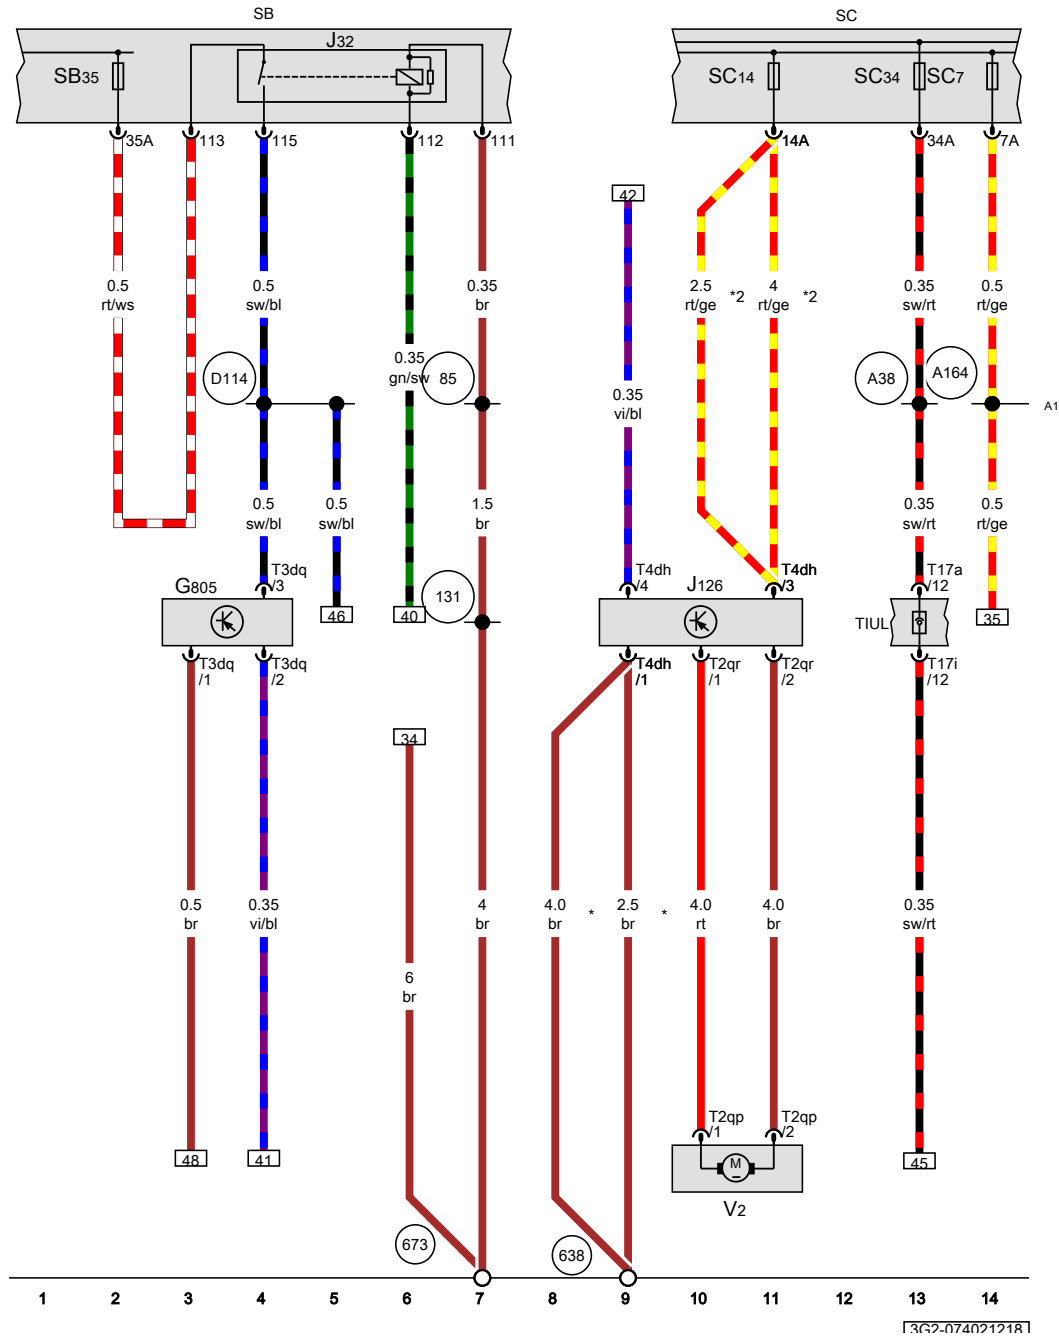 SB
SC
J32
SB35
SC14
SC34
SC7
35A
113
115
112
111
14A
34A
7A
42
0.5
rt/ws
0.5
sw/bl
0.35
br
2.5
rt/ge
*2
4
rt/ge
*2
0.35
sw/rt
0.5
rt/ge
0.35
gn/sw
D114
85
A38
A164
0.35
vi/bl
A1
0.5
sw/bl
0.5
sw/bl
1.5
br
0.35
sw/rt
0.5
rt/ge
G805
T3dq
/3
46
40
131
T4dh
/4
J126
T4dh
/3
T17a
/12
TIUL
35
T3dq
/1
T3dq
/2
T4dh
/1
T2qr
/1
T2qr
/2
T17i
/12
34
0.5
br
0.35
vi/bl
4
br
4.0
br
*
2.5
br
*
4.0
rt
4.0
br
0.35
sw/rt
6
br
T2qp
/1
T2qp
/2
48
41
M
45
V2
673
638
1 2 3 4 5 6 7 8 9 10 11 12 13 14
3G2-074021218